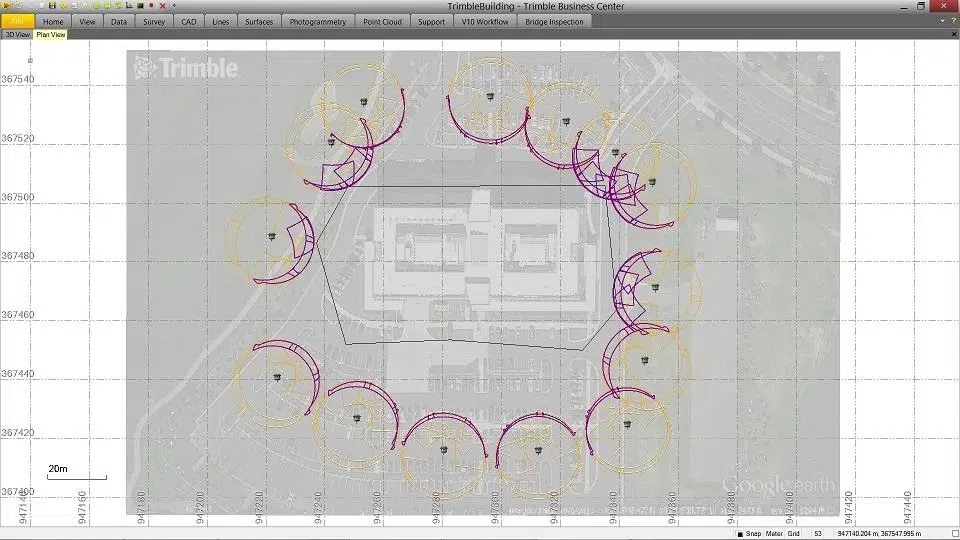 TrimbleBuilding - Trimble Business Center
File Home View Data Survey CAD Lines Surfaces Photogrammetry Point Cloud Support V10 Workflow Bridge Inspection
3D View Plan View
Trimble
367540
367520
367500
367480
367460
367440
367420
367400
20m
Google earth
947140 947160 947180 947200 947220 947240 947260 947280 947300 947320 947340 947360 947380 947400 947420 947440
Snap Meter Grid 53 947140.204 m, 367547.995 m